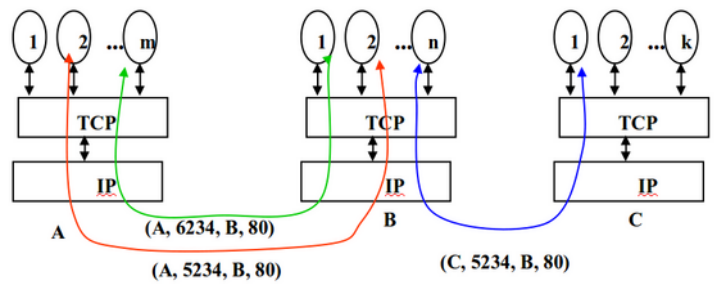 1 2 ... m
1 2 ... n
1 2 ... k
TCP
TCP
TCP
IP
IP
IP
A
B
C
(A, 6234, B, 80)
(A, 5234, B, 80)
(C, 5234, B, 80)